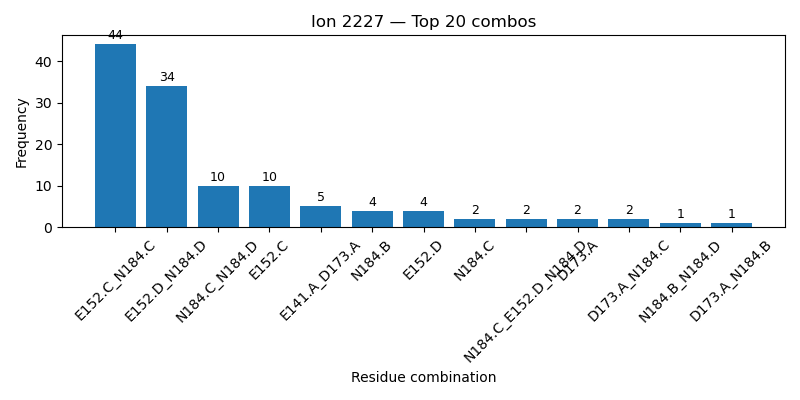 Ion 2227 — Top 20 combos
Frequency
40
30
20
10
0
44
34
10
10
5
4
4
2
2
2
2
1
1
E152.C_N184.C
E152.D_N184.D
N184.C_N184.D
E152.C
E141.A_D173.A
N184.B
E152.D
N184.C
N184.C_E152.D_N184.D
D173.A
D173.A_N184.C
N184.B_N184.D
D173.A_N184.B
Residue combination